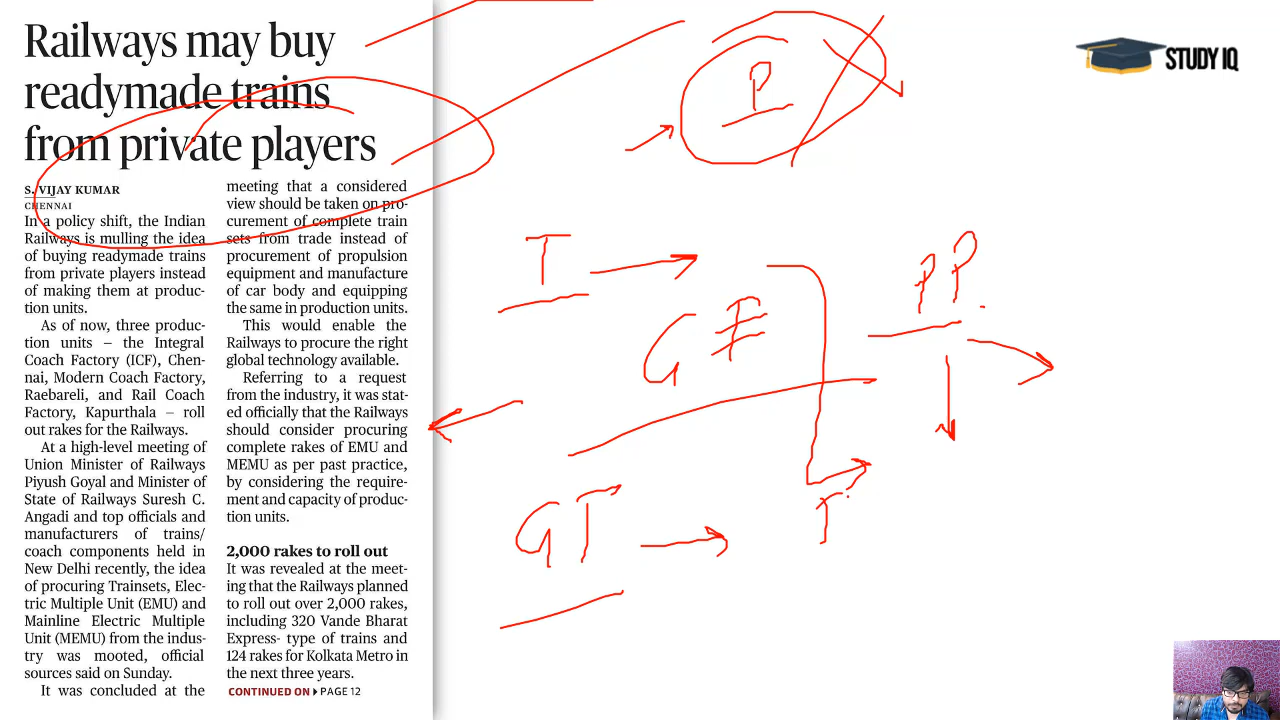 Railways may buy
readymade trains
from private players
S. VIJAY KUMAR
CHENNAI
In a policy shift, the Indian
Railways is mulling the idea
of buying readymade trains
from private players instead
of making them at produc-
tion units.
As of now, three produc-
tion units – the Integral
Coach Factory (ICF), Chen-
nai, Modern Coach Factory,
Raebareli, and Rail Coach
Factory, Kapurthala – roll
out rakes for the Railways.
At a high-level meeting of
Union Minister of Railways
Piyush Goyal and Minister of
State of Railways Suresh C.
Angadi and top officials and
manufacturers of trains/
coach components held in
New Delhi recently, the idea
of procuring Trainsets, Elec-
tric Multiple Unit (EMU) and
Mainline Electric Multiple
Unit (MEMU) from the indus-
try was mooted, official
sources said on Sunday.
It was concluded at the
meeting that a considered
view should be taken on pro-
curement of complete train
sets from trade instead of
procurement of propulsion
equipment and manufacture
of car body and equipping
the same in production units.
This would enable the
Railways to procure the right
global technology available.
Referring to a request
from the industry, it was stat-
ed officially that the Railways
should consider procuring
complete rakes of EMU and
MEMU as per past practice,
by considering the require-
ment and capacity of produc-
tion units.
2,000 rakes to roll out
It was revealed at the meet-
ing that the Railways planned
to roll out over 2,000 rakes,
including 320 Vande Bharat
Express- type of trains and
124 rakes for Kolkata Metro in
the next three years.
CONTINUED ON PAGE 12
P
T
PP
GF
GT
T
STUDY IQ